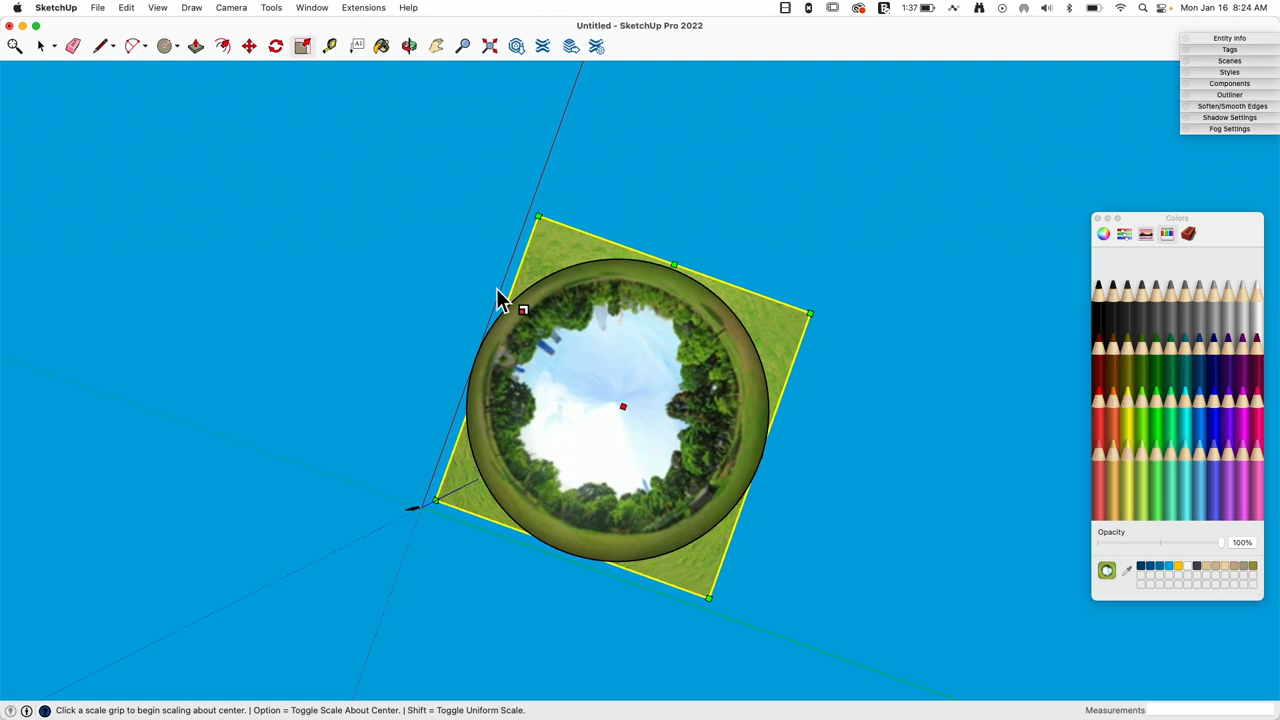 SketchUp File Edit View Draw Camera Tools Window Extensions Help 1:37 Mon Jan 16 8:24 AM
Untitled - SketchUp Pro 2022
Entity Info
Tags
Scenes
Styles
Components
Outliner
Soften/Smooth Edges
Shadow Settings
Fog Settings
Colors
Opacity
100%
Click a scale grip to begin scaling about center. | Option = Toggle Scale About Center. | Shift = Toggle Uniform Scale. Measurements